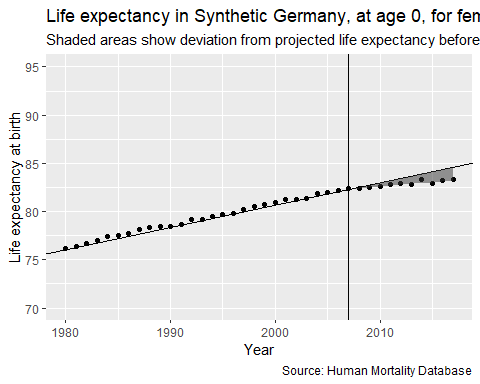 Life expectancy in Synthetic Germany, at age 0, for fem
Shaded areas show deviation from projected life expectancy before
Life expectancy at birth
95
90
85
80
75
70
1980
1990
2000
2010
Year
Source: Human Mortality Database